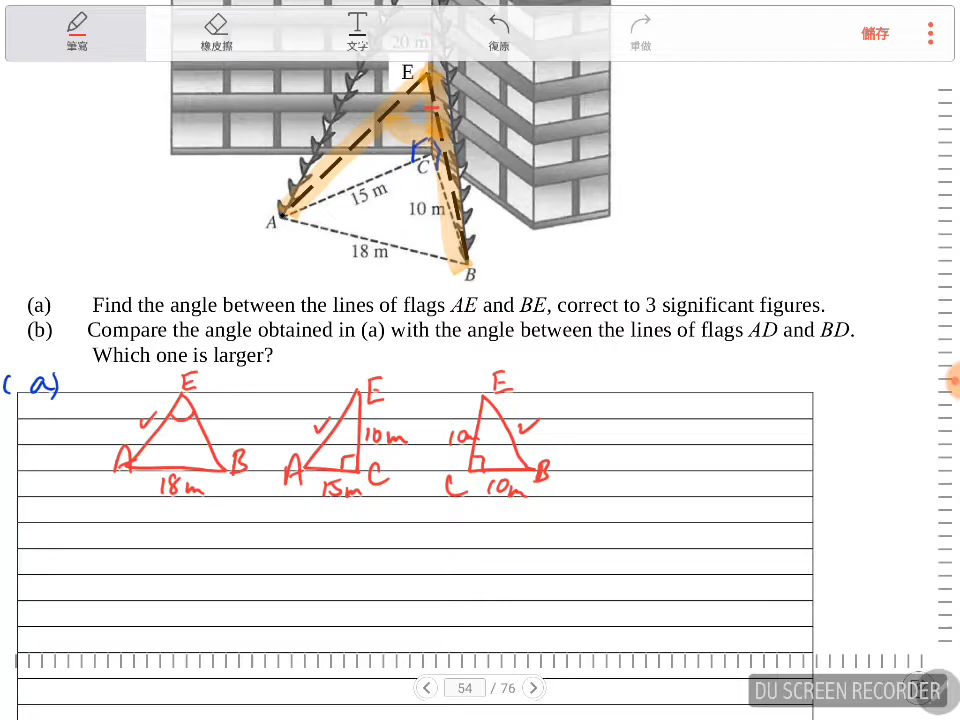 筆寫 橡皮擦 文字 復原 重做 儲存
20 m
E
C
15 m
10 m
A
18 m
B
(a) Find the angle between the lines of flags AE and BE, correct to 3 significant figures.
(b) Compare the angle obtained in (a) with the angle between the lines of flags AD and BD.
Which one is larger?
(a)
E E E
10m 10
A B A C C B
18m 15m 10m
54 / 76
DU SCREEN RECORDER